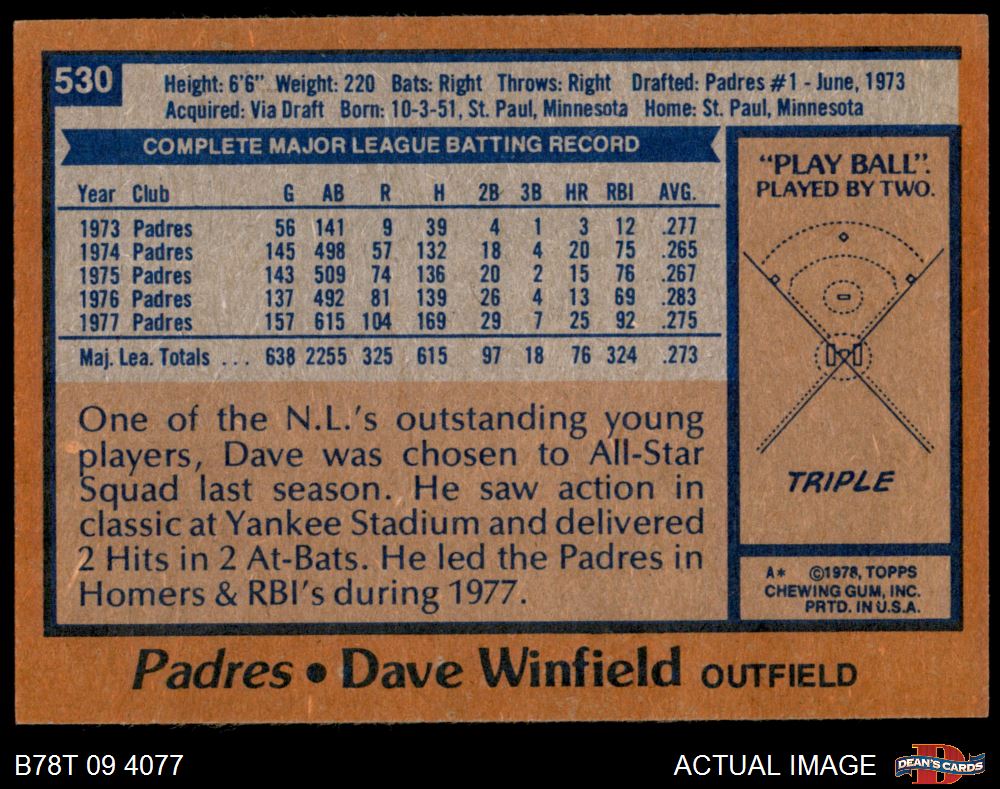 530
Height: 6'6" Weight: 220 Bats: Right Throws: Right Drafted: Padres #1 - June, 1973
Acquired: Via Draft Born: 10-3-51, St. Paul, Minnesota Home: St. Paul, Minnesota
COMPLETE MAJOR LEAGUE BATTING RECORD
Year Club G AB R H 2B 3B HR RBI AVG.
1973 Padres 56 141 9 39 4 1 3 12 .277
1974 Padres 145 498 57 132 18 4 20 75 .265
1975 Padres 143 509 74 136 20 2 15 76 .267
1976 Padres 137 492 81 139 26 4 13 69 .283
1977 Padres 157 615 104 169 29 7 25 92 .275
Maj. Lea. Totals ... 638 2255 325 615 97 18 76 324 .273
One of the N.L.'s outstanding young
players, Dave was chosen to All-Star
Squad last season. He saw action in
classic at Yankee Stadium and delivered
2 Hits in 2 At-Bats. He led the Padres in
Homers & RBI's during 1977.
"PLAY BALL".
PLAYED BY TWO.
TRIPLE
A* ©1978, TOPPS
CHEWING GUM, INC.
PRTD. IN U.S.A.
Padres • Dave Winfield OUTFIELD
B78T 09 4077
ACTUAL IMAGE
DEAN'S CARDS